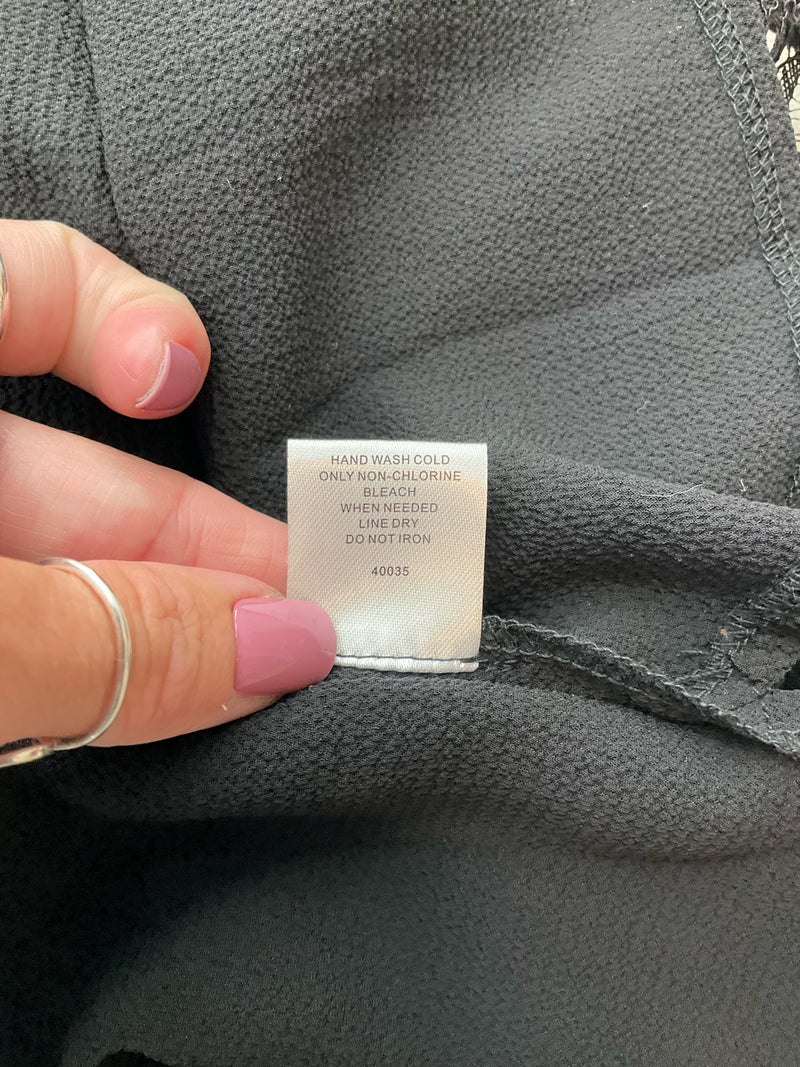 HAND WASH COLD
ONLY NON-CHLORINE
BLEACH
WHEN NEEDED
LINE DRY
DO NOT IRON
40035